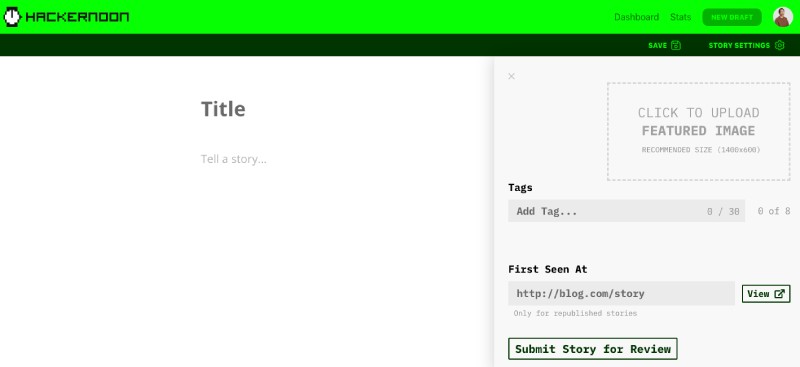 HACKERNOON
Dashboard Stats NEW DRAFT
SAVE STORY SETTINGS
Title
Tell a story...
×
CLICK TO UPLOAD
FEATURED IMAGE
RECOMMENDED SIZE (1400x600)
Tags
Add Tag... 0 / 30 0 of 8
First Seen At
http://blog.com/story View
Only for republished stories
Submit Story for Review